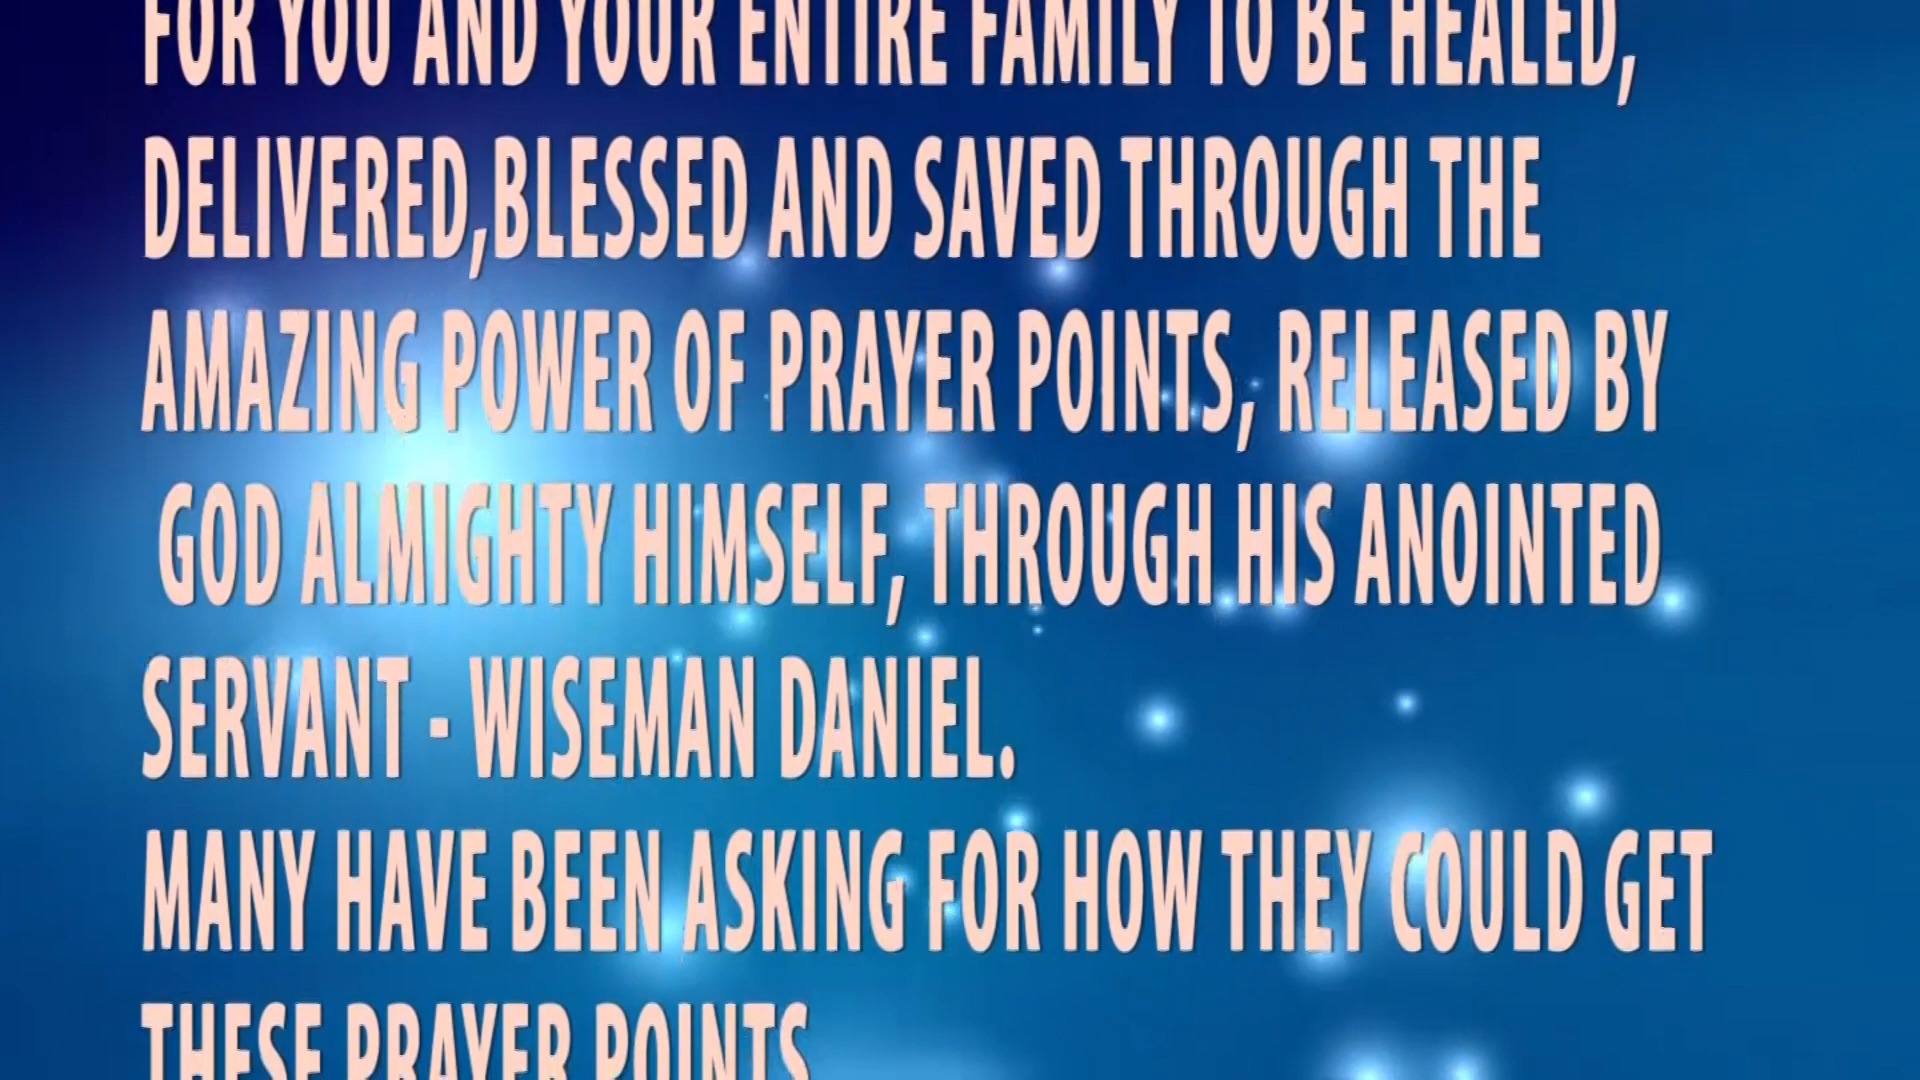 FOR YOU AND YOUR ENTIRE FAMILY TO BE HEALED,
DELIVERED,BLESSED AND SAVED THROUGH THE
AMAZING POWER OF PRAYER POINTS, RELEASED BY
GOD ALMIGHTY HIMSELF, THROUGH HIS ANOINTED
SERVANT - WISEMAN DANIEL.
MANY HAVE BEEN ASKING FOR HOW THEY COULD GET
THESE PRAYER POINTS